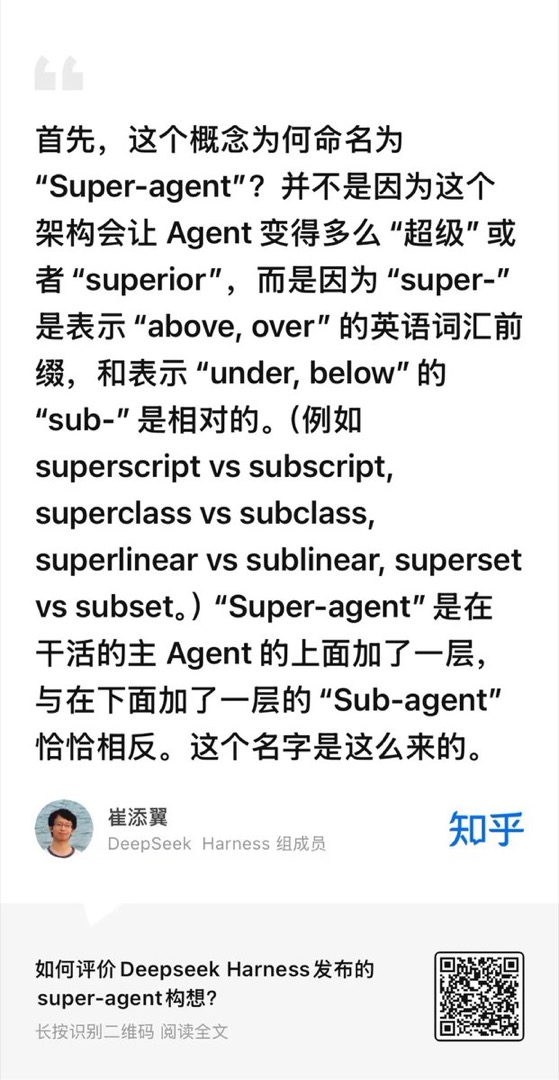 “
首先，这个概念为何命名为
“Super-agent”？并不是因为这个
架构会让 Agent 变得多么 “超级” 或
者 “superior”，而是因为 “super-”
是表示 “above, over” 的英语词汇前
缀，和表示 “under, below” 的
“sub-” 是相对的。（例如
superscript vs subscript,
superclass vs subclass,
superlinear vs sublinear, superset
vs subset。）“Super-agent” 是在
干活的主 Agent 的上面加了一层，
与在下面加了一层的 “Sub-agent”
恰恰相反。这个名字是这么来的。
崔添翼
DeepSeek Harness 组成员
知乎
如何评价Deepseek Harness发布的
super-agent构想？
长按识别二维码 阅读全文